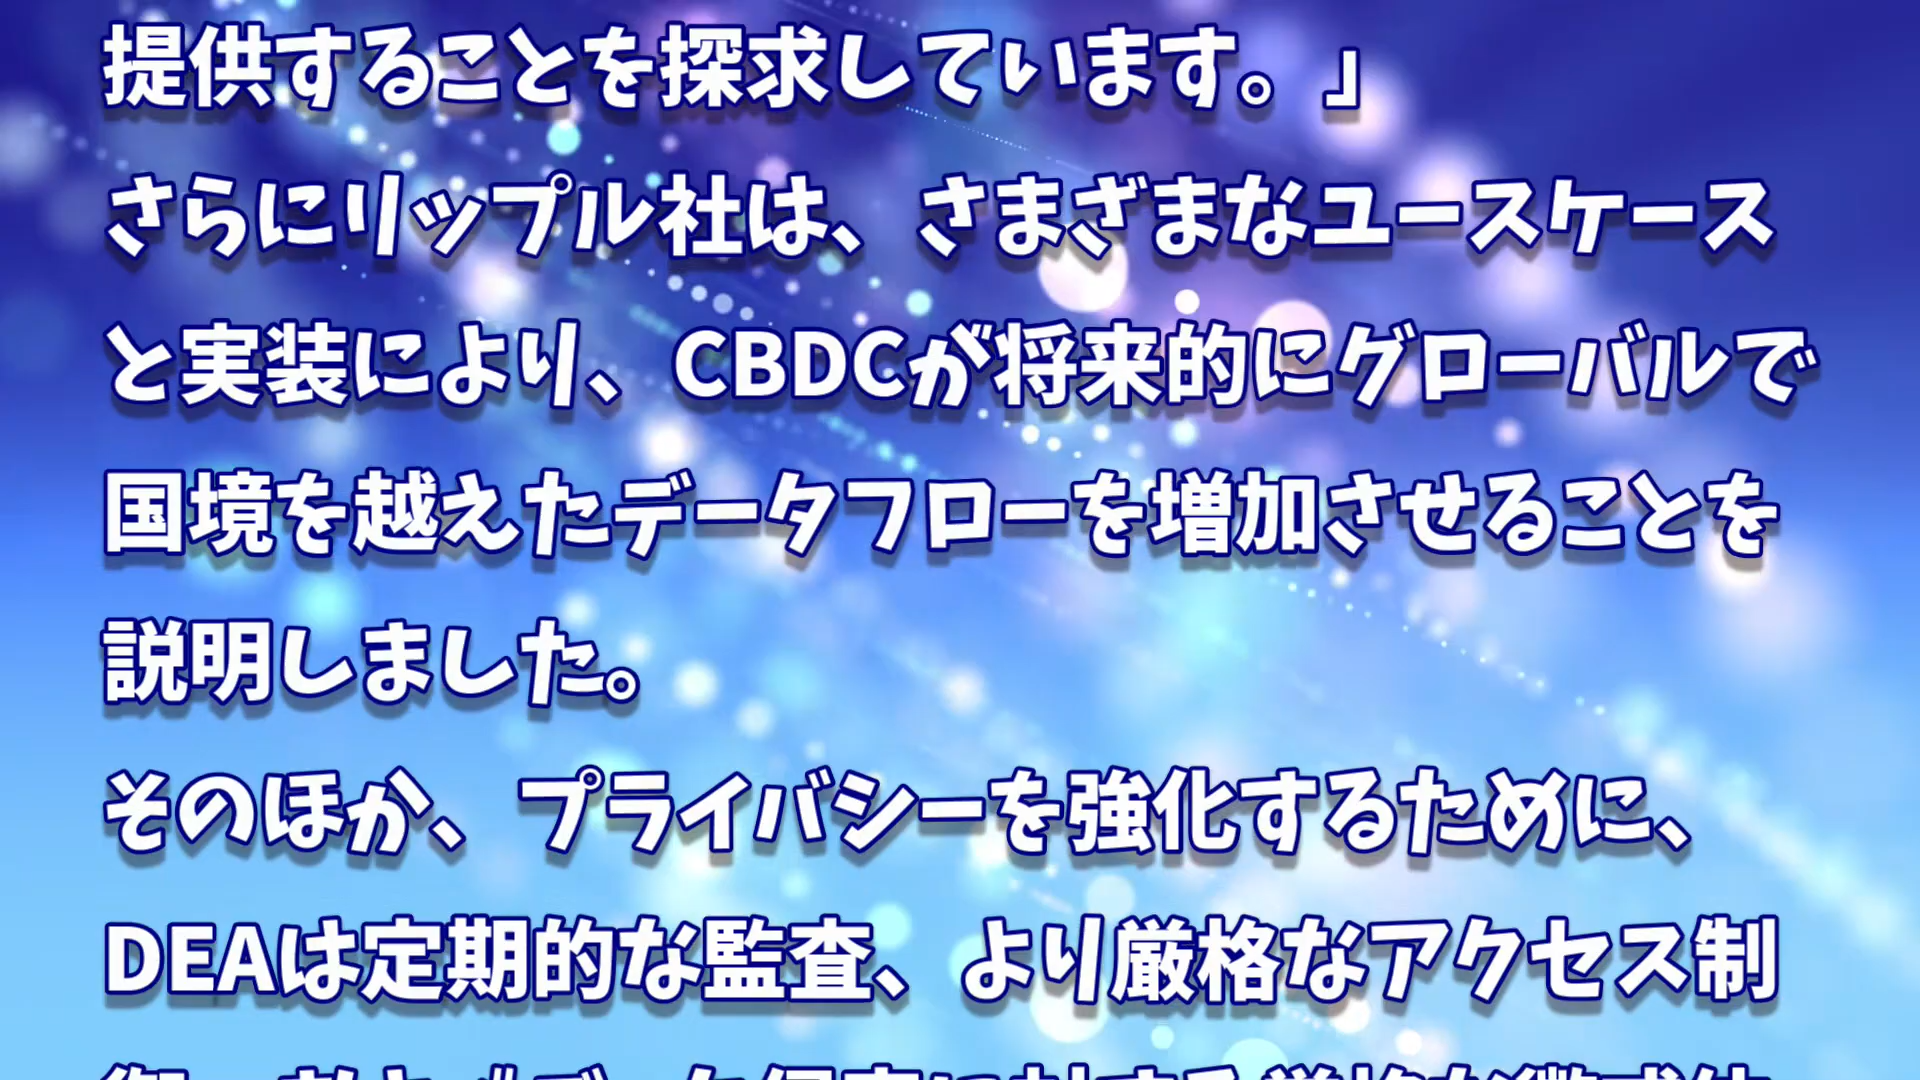 提供することを探求しています。」
さらにリップル社は、さまざまなユースケース
と実装により、CBDCが将来的にグローバルで
国境を越えたデータフローを増加させることを
説明しました。
そのほか、プライバシーを強化するために、
DEAは定期的な監査、より厳格なアクセス制